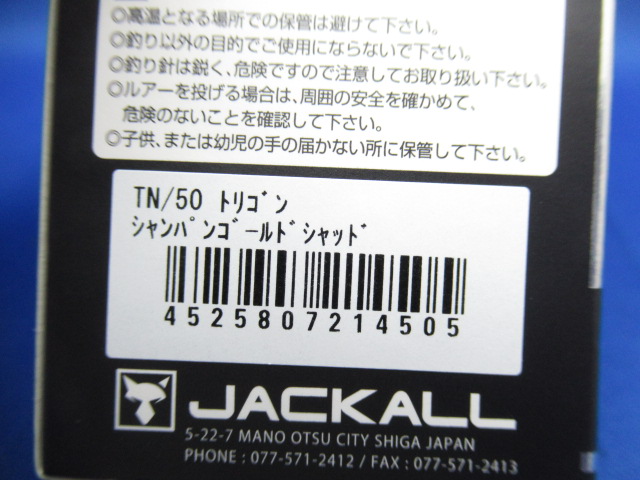 ◎高温となる場所での保管は避けて下さい。
◎釣り以外の目的でご使用にならないで下さい。
◎釣り針は鋭く、危険ですので注意してお取り扱い下さい。
◎ルアーを投げる場合は、周囲の安全を確かめて、
危険のないことを確認して下さい。
◎子供、または幼児の手の届かない所に保管して下さい。
TN/50 ﾄﾘｺﾞﾝ
ｼｬﾝﾊﾟﾝｺﾞｰﾙﾄﾞｼｬｯﾄﾞ
4525807214505
JACKALL
5-22-7 MANO OTSU CITY SHIGA JAPAN
PHONE : 077-571-2412 / FAX : 077-571-2413